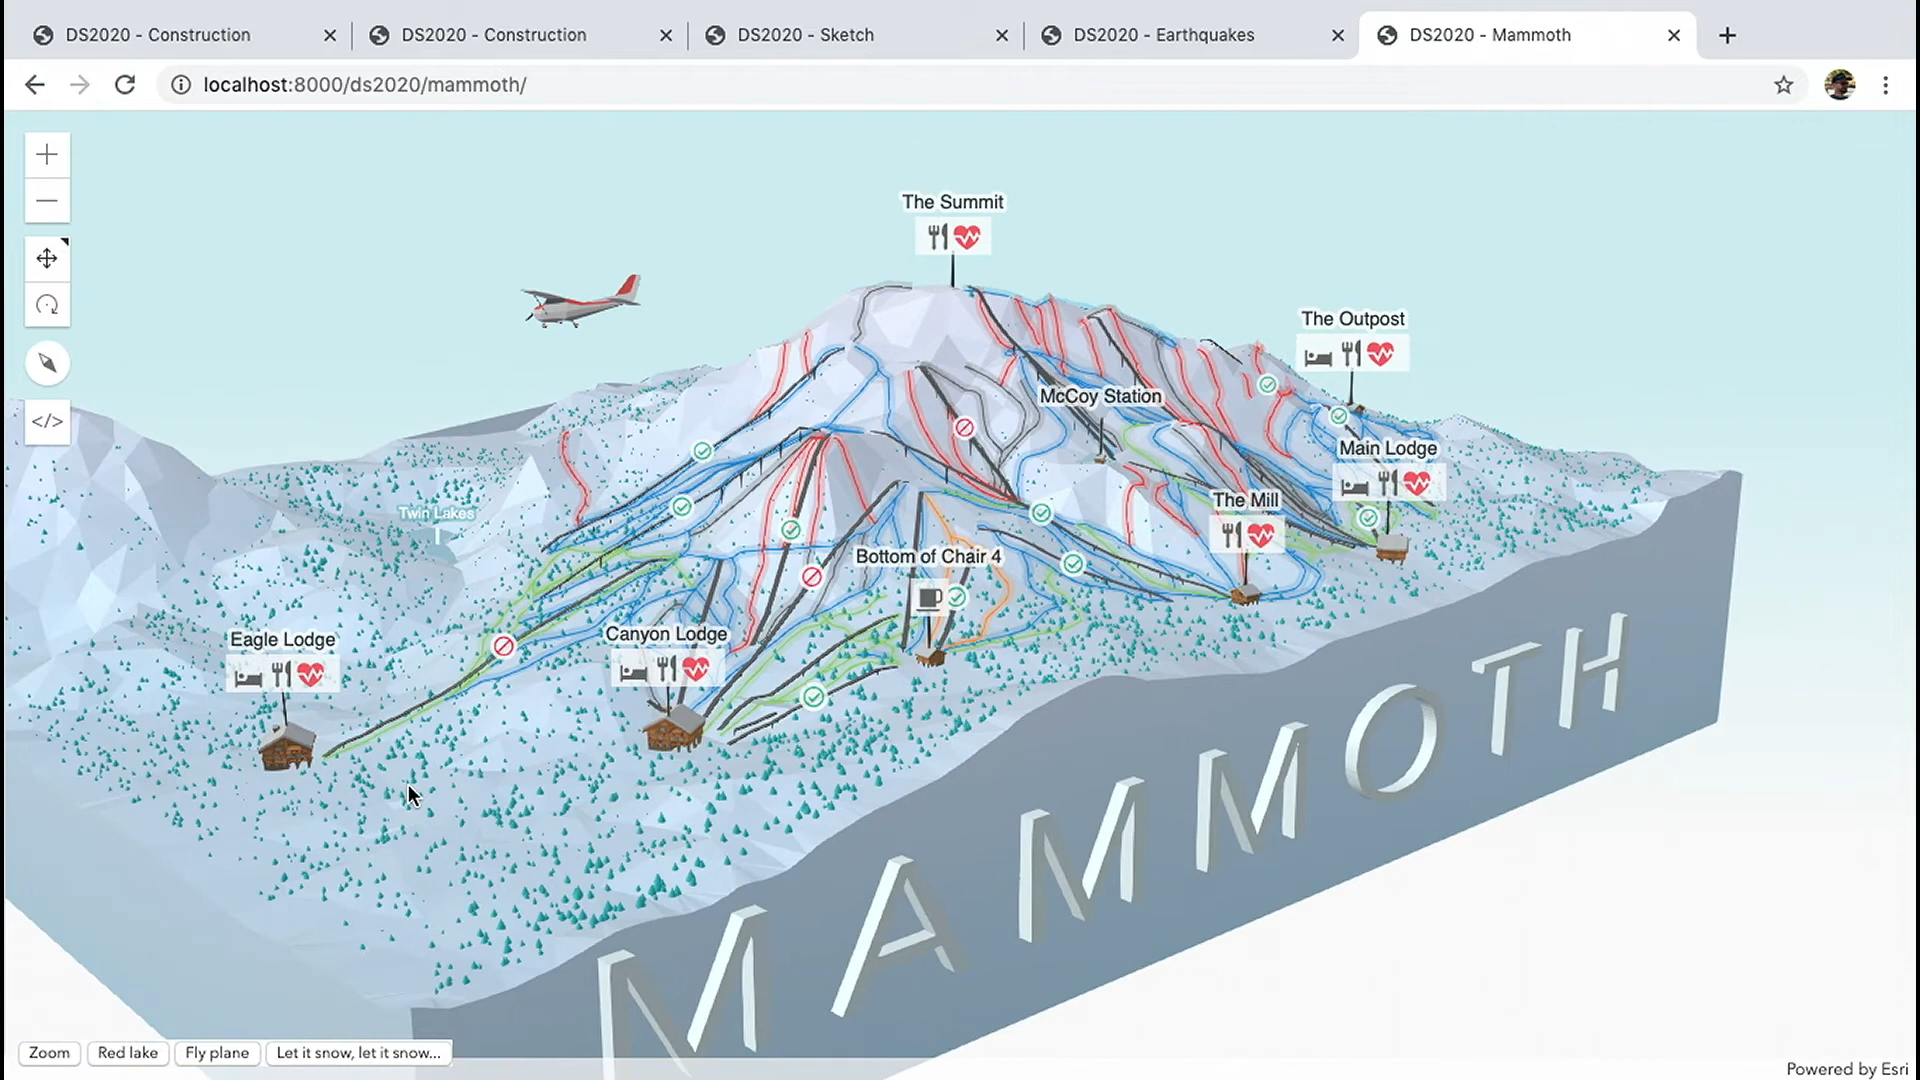 DS2020 - Construction
DS2020 - Construction
DS2020 - Sketch
DS2020 - Earthquakes
DS2020 - Mammoth
localhost:8000/ds2020/mammoth/
The Summit
The Outpost
McCoy Station
Main Lodge
The Mill
Twin Lakes
Bottom of Chair 4
Canyon Lodge
Eagle Lodge
MAMMOTH
</>
Zoom
Red lake
Fly plane
Let it snow, let it snow...
Powered by Esri